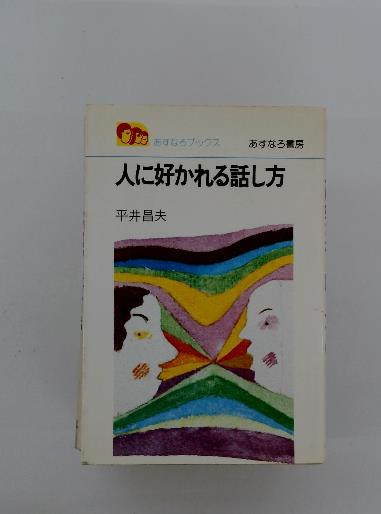 あすなろブックス あすなろ書房
人に好かれる話し方
平井昌夫